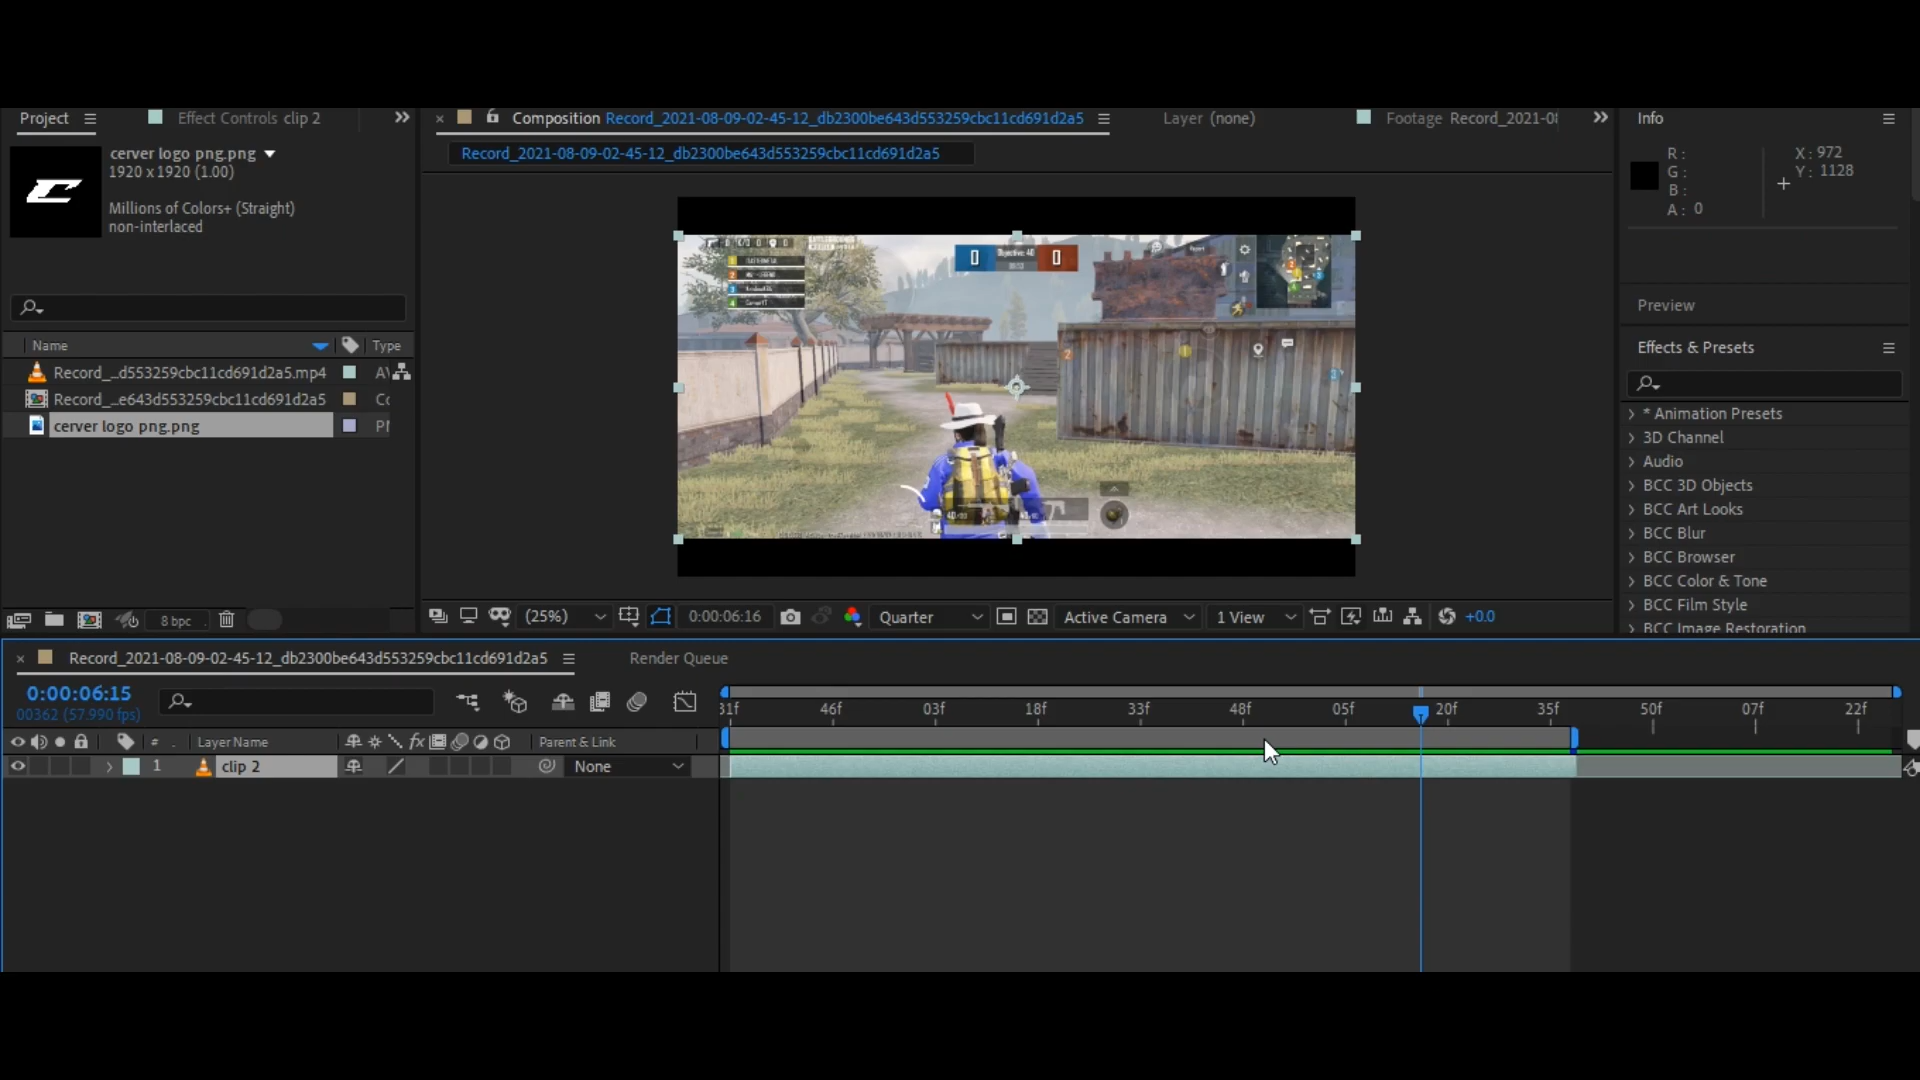 Project
Effect Controls clip 2
Composition Record_2021-08-09-02-45-12_db2300be643d553259cbc11cd691d2a5
Layer (none)
Footage Record_2021-0
Info
cerver logo png.png
1920 x 1920 (1.00)
Millions of Colors+ (Straight)
non-interlaced
Record_2021-08-09-02-45-12_db2300be643d553259cbc11cd691d2a5
R :
G :
B :
A : 0
X : 972
Y : 1128
Preview
Effects & Presets
Name
Type
Record_...d553259cbc11cd691d2a5.mp4
Record_...e643d553259cbc11cd691d2a5
cerver logo png.png
0
Objective: 40
0
* Animation Presets
3D Channel
Audio
BCC 3D Objects
BCC Art Looks
BCC Blur
BCC Browser
BCC Color & Tone
BCC Film Style
BCC Image Restoration
8 bpc
(25%)
0:00:06:16
Quarter
Active Camera
1 View
+0.0
Record_2021-08-09-02-45-12_db2300be643d553259cbc11cd691d2a5
Render Queue
0:00:06:15
00362 (57.990 fps)
31f 46f 03f 18f 33f 48f 05f 20f 35f 50f 07f 22f
# Layer Name
fx
Parent & Link
1 clip 2
None